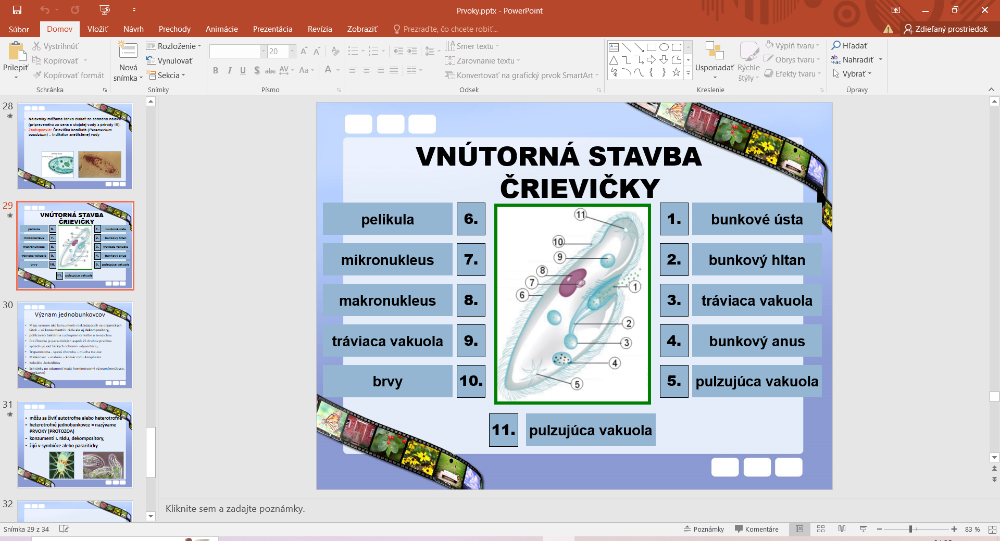 Prvoky.pptx - PowerPoint
Súbor
Domov
Vložiť
Návrh
Prechody
Animácie
Prezentácia
Revízia
Zobraziť
Prezraďte, čo chcete robiť...
Zdieľaný prostriedok
Prilepiť
Vystrihnúť
Kopírovať
Kopírovať formát
Schránka
Nová
snímka
Rozloženie
Vynulovať
Sekcia
Snímky
20
B I U S abc AV Aa A
Písmo
Smer textu
Zarovnanie textu
Konvertovať na grafický prvok SmartArt
Odsek
Usporiadať
Rýchle
štýly
Výplň tvaru
Obrys tvaru
Efekty tvaru
Kreslenie
Hľadať
Nahradiť
Vybrať
Úpravy
28
Nálevníky môžeme ľahko získať zo senného nálevu
(pripraveného zo sena a stojatej vody z prírody !!!).
Zástupcovia: Črievička končistá (Paramecium
caudatum) – indikátor znečistenej vody
29
VNÚTORNÁ STAVBA
ČRIEVIČKY
pelikula 6. 1. bunkové ústa
mikronukleus 7. 2. bunkový hltan
makronukleus 8. 3. tráviaca vakuola
tráviaca vakuola 9. 4. bunkový anus
brvy 10. 5. pulzujúca vakuola
11. pulzujúca vakuola
30
Význam jednobunkovcov
Majú význam ako konzumenti rozkladajúcich sa organických
látok – sú konzumenti I. rádu ale aj dekompozítory,
pohlcovači baktérií a cudzopasníci rastlín a živočíchov.
Pre človeka je parazitických aspoň 25 druhov prvokov
spôsobujú rad ťažkých ochorení –dyzentériu,
Trypanosoma - spavú chorobu – mucha tse-tse
Maláriovec - maláriu – komár rodu Anopheles.
Kokcídie -kokcidiózu
Schránky po odumretí majú horninotvorný význam(mrežovce,
31
môžu sa živiť autotrofne alebo heterotrofne
heterotrofné jednobunkovce = nazývame
PRVOKY (PROTOZOA)
konzumenti I. rádu, dekompozítory,
žijú v symbióze alebo paraziticky
32
VNÚTORNÁ STAVBA
ČRIEVIČKY
pelikula 6.
mikronukleus 7.
makronukleus 8.
tráviaca vakuola 9.
brvy 10.
11
10
9
8
7
6
1
2
3
4
5
1. bunkové ústa
2. bunkový hltan
3. tráviaca vakuola
4. bunkový anus
5. pulzujúca vakuola
11. pulzujúca vakuola
Kliknite sem a zadajte poznámky.
Snímka 29 z 34
Poznámky
Komentáre
83 %